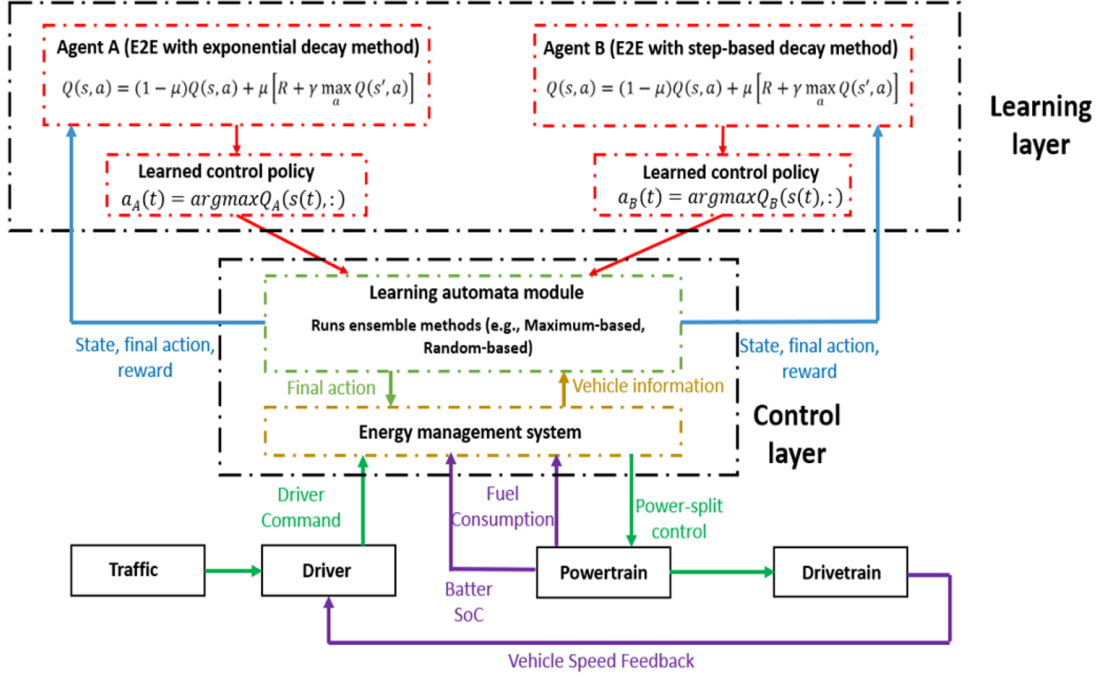 Agent A (E2E with exponential decay method)
Q(s, a) = (1 − μ)Q(s, a) + μ [R + γ max_a Q(s′, a)]
Agent B (E2E with step-based decay method)
Q(s, a) = (1 − μ)Q(s, a) + μ [R + γ max_a Q(s′, a)]
Learning
layer
Learned control policy
a_A(t) = argmaxQ_A(s(t),:)
Learned control policy
a_B(t) = argmaxQ_B(s(t),:)
Learning automata module
Runs ensemble methods (e.g., Maximum-based,
Random-based)
State, final action,
reward
State, final action,
reward
Final action
Vehicle information
Energy management system
Control
layer
Driver
Command
Fuel
Consumption
Power-split
control
Traffic
Driver
Batter
SoC
Powertrain
Drivetrain
Vehicle Speed Feedback